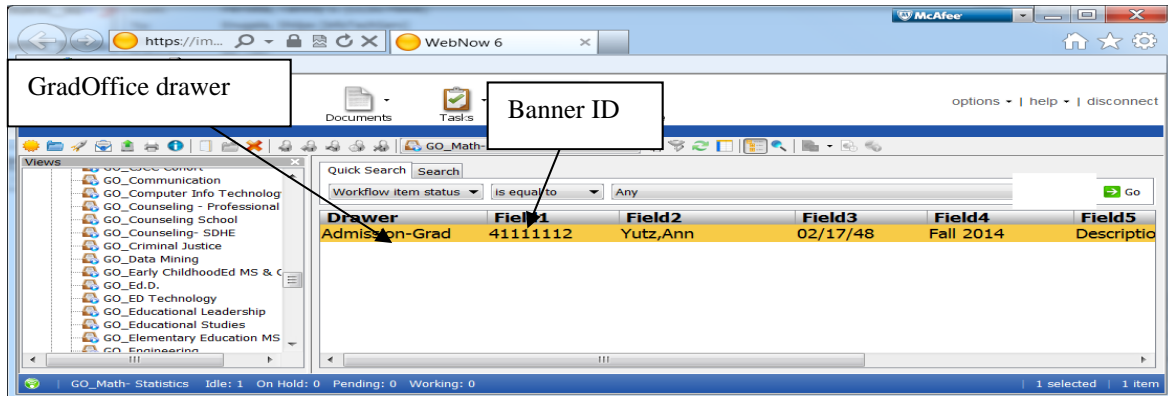 McAfee
https://im...
WebNow 6
GradOffice drawer
Banner ID
Documents
Tasks
options | help | disconnect
GO_Math-
Views
GO_Communication
GO_Computer Info Technolog
GO_Counseling - Professional
GO_Counseling School
GO_Counseling- SDHE
GO_Criminal Justice
GO_Data Mining
GO_Early ChildhoodEd MS &
GO_Ed.D.
GO_ED Technology
GO_Educational Leadership
GO_Educational Studies
GO_Elementary Education MS
GO_Engineering
Quick Search Search
Workflow item status is equal to Any Go
Drawer Field1 Field2 Field3 Field4 Field5
Admission-Grad 41111112 Yutz,Ann 02/17/48 Fall 2014 Descriptio
GO_Math- Statistics Idle: 1 On Hold: 0 Pending: 0 Working: 0 | 1 selected | 1 item